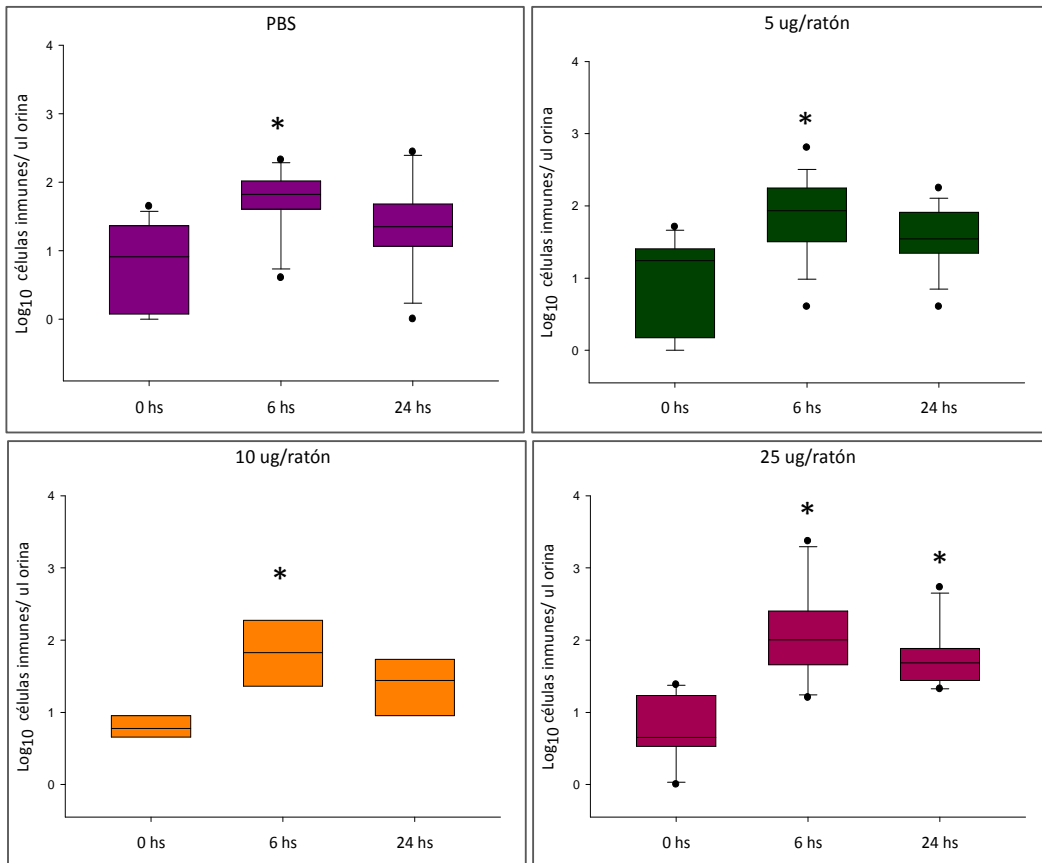 PBS
Log10 células inmunes/ ul orina
4
3
2
1
0
*
0 hs 6 hs 24 hs
5 ug/ratón
Log10 células inmunes/ ul orina
4
3
2
1
0
*
0 hs 6 hs 24 hs
10 ug/ratón
Log10 células inmunes/ ul orina
4
3
2
1
0
*
0 hs 6 hs 24 hs
25 ug/ratón
Log10 células inmunes/ ul orina
4
3
2
1
0
* *
0 hs 6 hs 24 hs